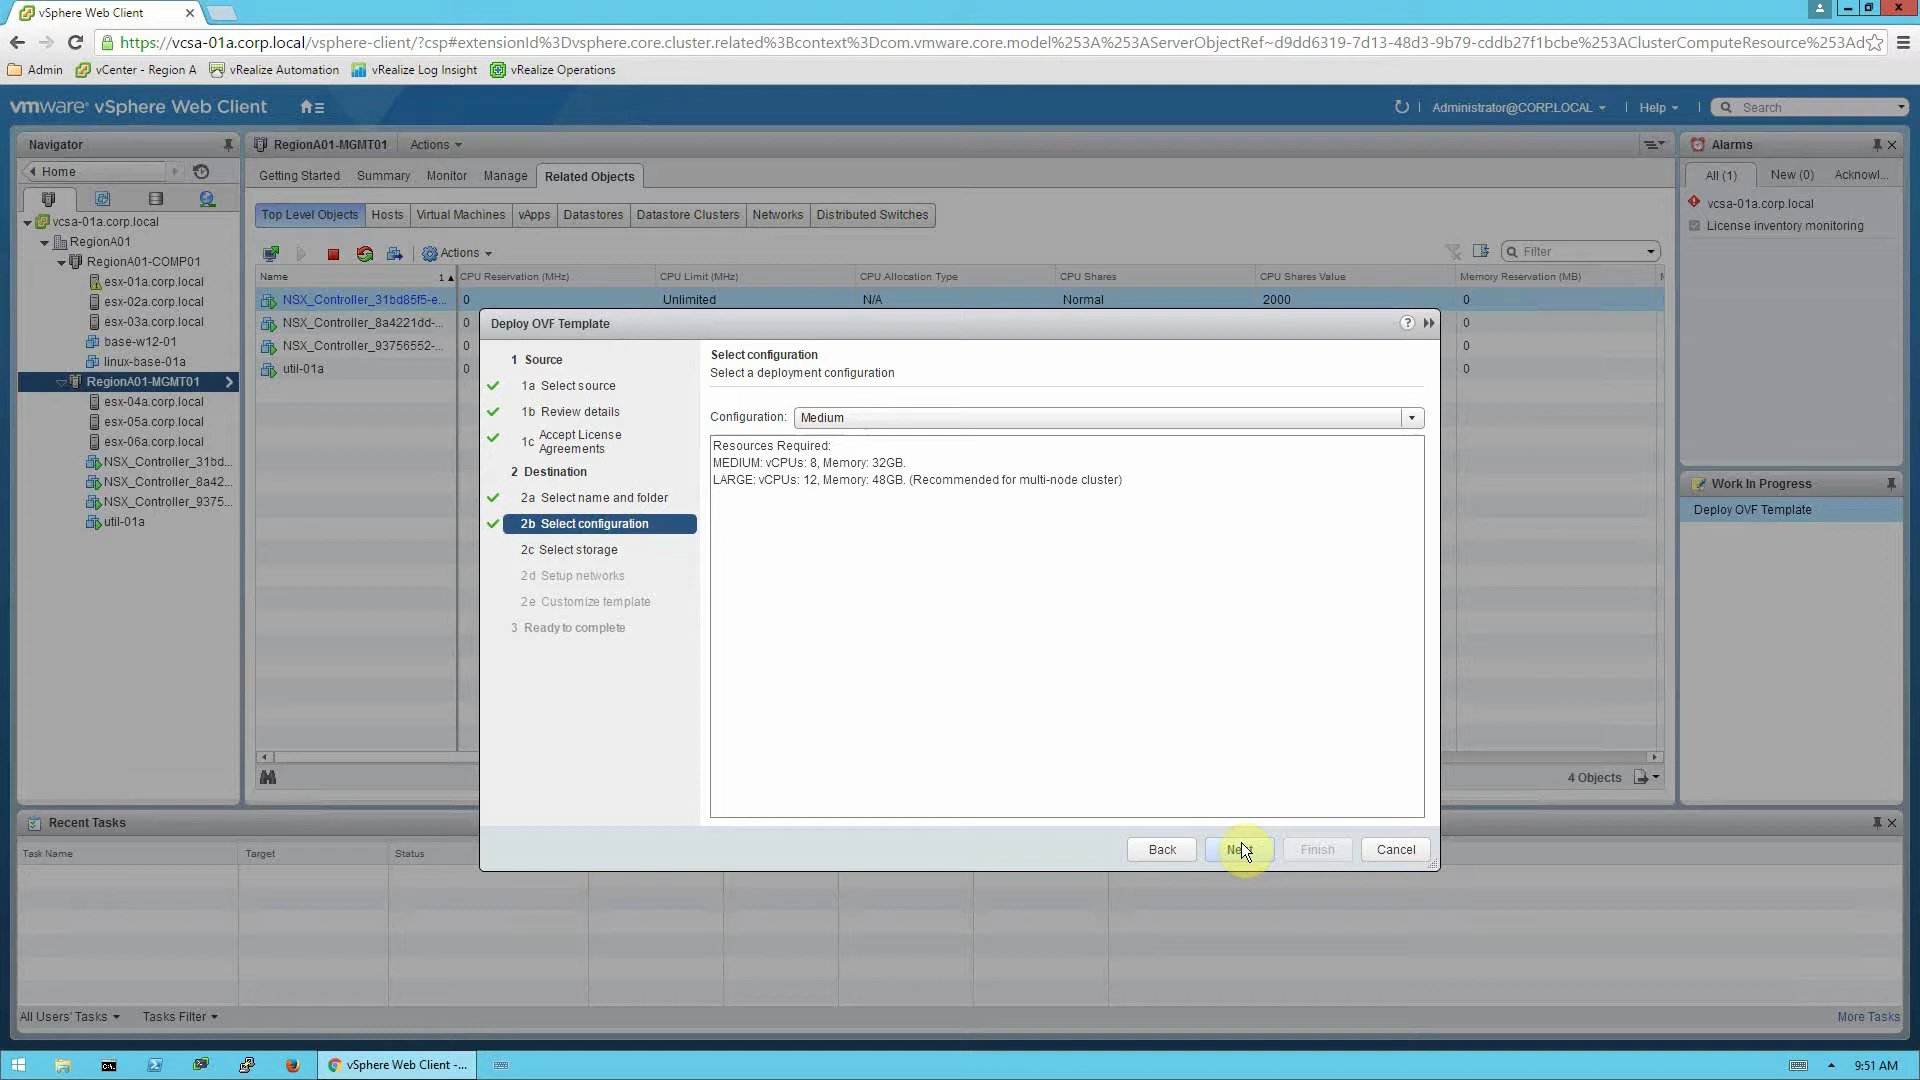 vSphere Web Client
https://vcsa-01a.corp.local/vsphere-client/?csp#extensionId%3Dvsphere.core.cluster.related%3Bcontext%3Dcom.vmware.core.model%253A%253AServerObjectRef~d9dd6319-7d13-48d3-9b79-cddb27f1bcbe%253AClusterComputeResource%253Ad
Admin vCenter - Region A vRealize Automation vRealize Log Insight vRealize Operations
vmware® vSphere Web Client Administrator@CORP.LOCAL Help Search
Navigator
Home
vcsa-01a.corp.local
RegionA01
RegionA01-COMP01
esx-01a.corp.local
esx-02a.corp.local
esx-03a.corp.local
base-w12-01
linux-base-01a
RegionA01-MGMT01
esx-04a.corp.local
esx-05a.corp.local
esx-06a.corp.local
NSX_Controller_31bd...
NSX_Controller_8a42...
NSX_Controller_9375...
util-01a
RegionA01-MGMT01 Actions
Getting Started Summary Monitor Manage Related Objects
Top Level Objects Hosts Virtual Machines vApps Datastores Datastore Clusters Networks Distributed Switches
Actions Filter
Name 1 CPU Reservation (MHz) CPU Limit (MHz) CPU Allocation Type CPU Shares CPU Shares Value Memory Reservation (MB)
NSX_Controller_31bd85f5-e... 0 Unlimited N/A Normal 2000 0
NSX_Controller_8a4221dd-... 0 0
NSX_Controller_93756552-... 0 0
util-01a 0 0
4 Objects
Deploy OVF Template
1 Source
1a Select source
1b Review details
1c Accept License
Agreements
2 Destination
2a Select name and folder
2b Select configuration
2c Select storage
2d Setup networks
2e Customize template
3 Ready to complete
Select configuration
Select a deployment configuration
Configuration: Medium
Resources Required:
MEDIUM: vCPUs: 8, Memory: 32GB.
LARGE: vCPUs: 12, Memory: 48GB. (Recommended for multi-node cluster)
Back Next Finish Cancel
Alarms
All (1) New (0) Acknowl...
vcsa-01a.corp.local
License inventory monitoring
Work In Progress
Deploy OVF Template
Recent Tasks
Task Name Target Status
All Users' Tasks Tasks Filter More Tasks
vSphere Web Client -... 9:51 AM